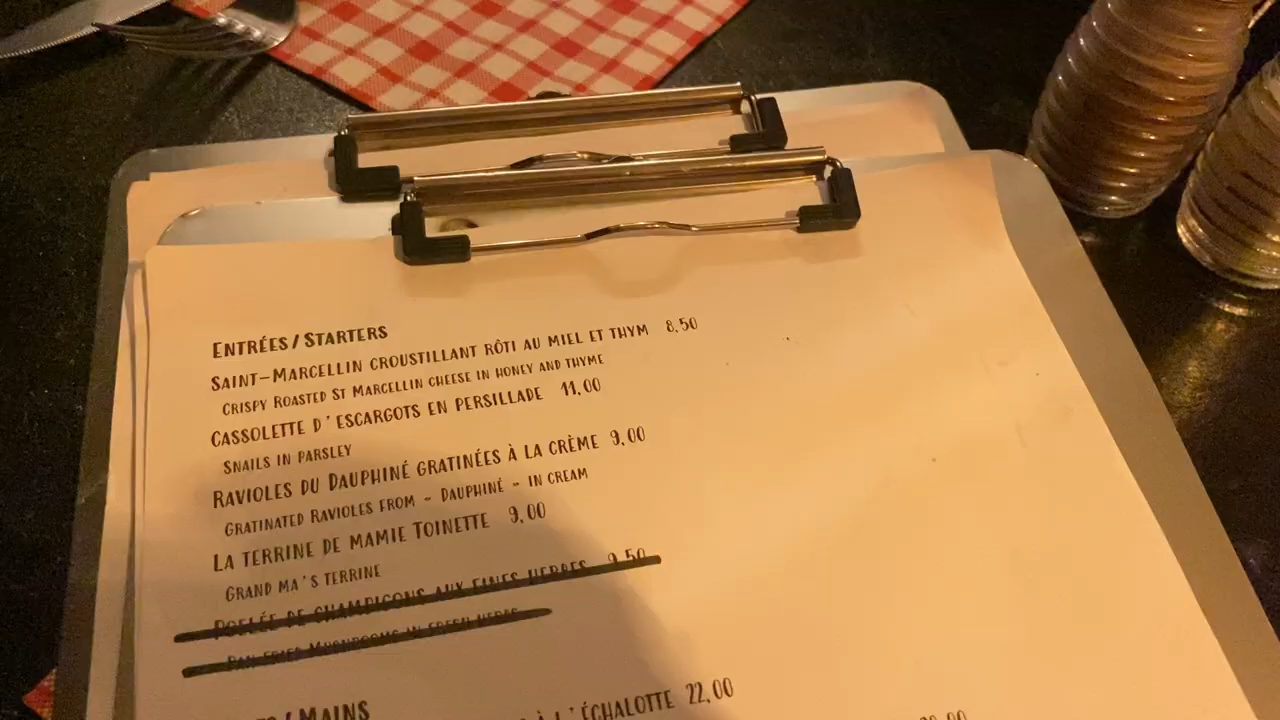 ENTRÉES / STARTERS
SAINT-MARCELLIN CROUSTILLANT RÔTI AU MIEL ET THYM 8,50
CRISPY ROASTED ST MARCELLIN CHEESE IN HONEY AND THYME
CASSOLETTE D'ESCARGOTS EN PERSILLADE 11,00
SNAILS IN PARSLEY
RAVIOLES DU DAUPHINÉ GRATINÉES À LA CRÈME 9,00
GRATINATED RAVIOLES FROM « DAUPHINÉ » IN CREAM
LA TERRINE DE MAMIE TOINETTE 9,00
GRAND MA'S TERRINE
POELÉE DE CHAMPIGONS AUX FINES HERBES 9,50
PAN FRIED MUSHROOMS IN FRESH HERBS
/ MAINS
À L'ÉCHALOTTE 22,00